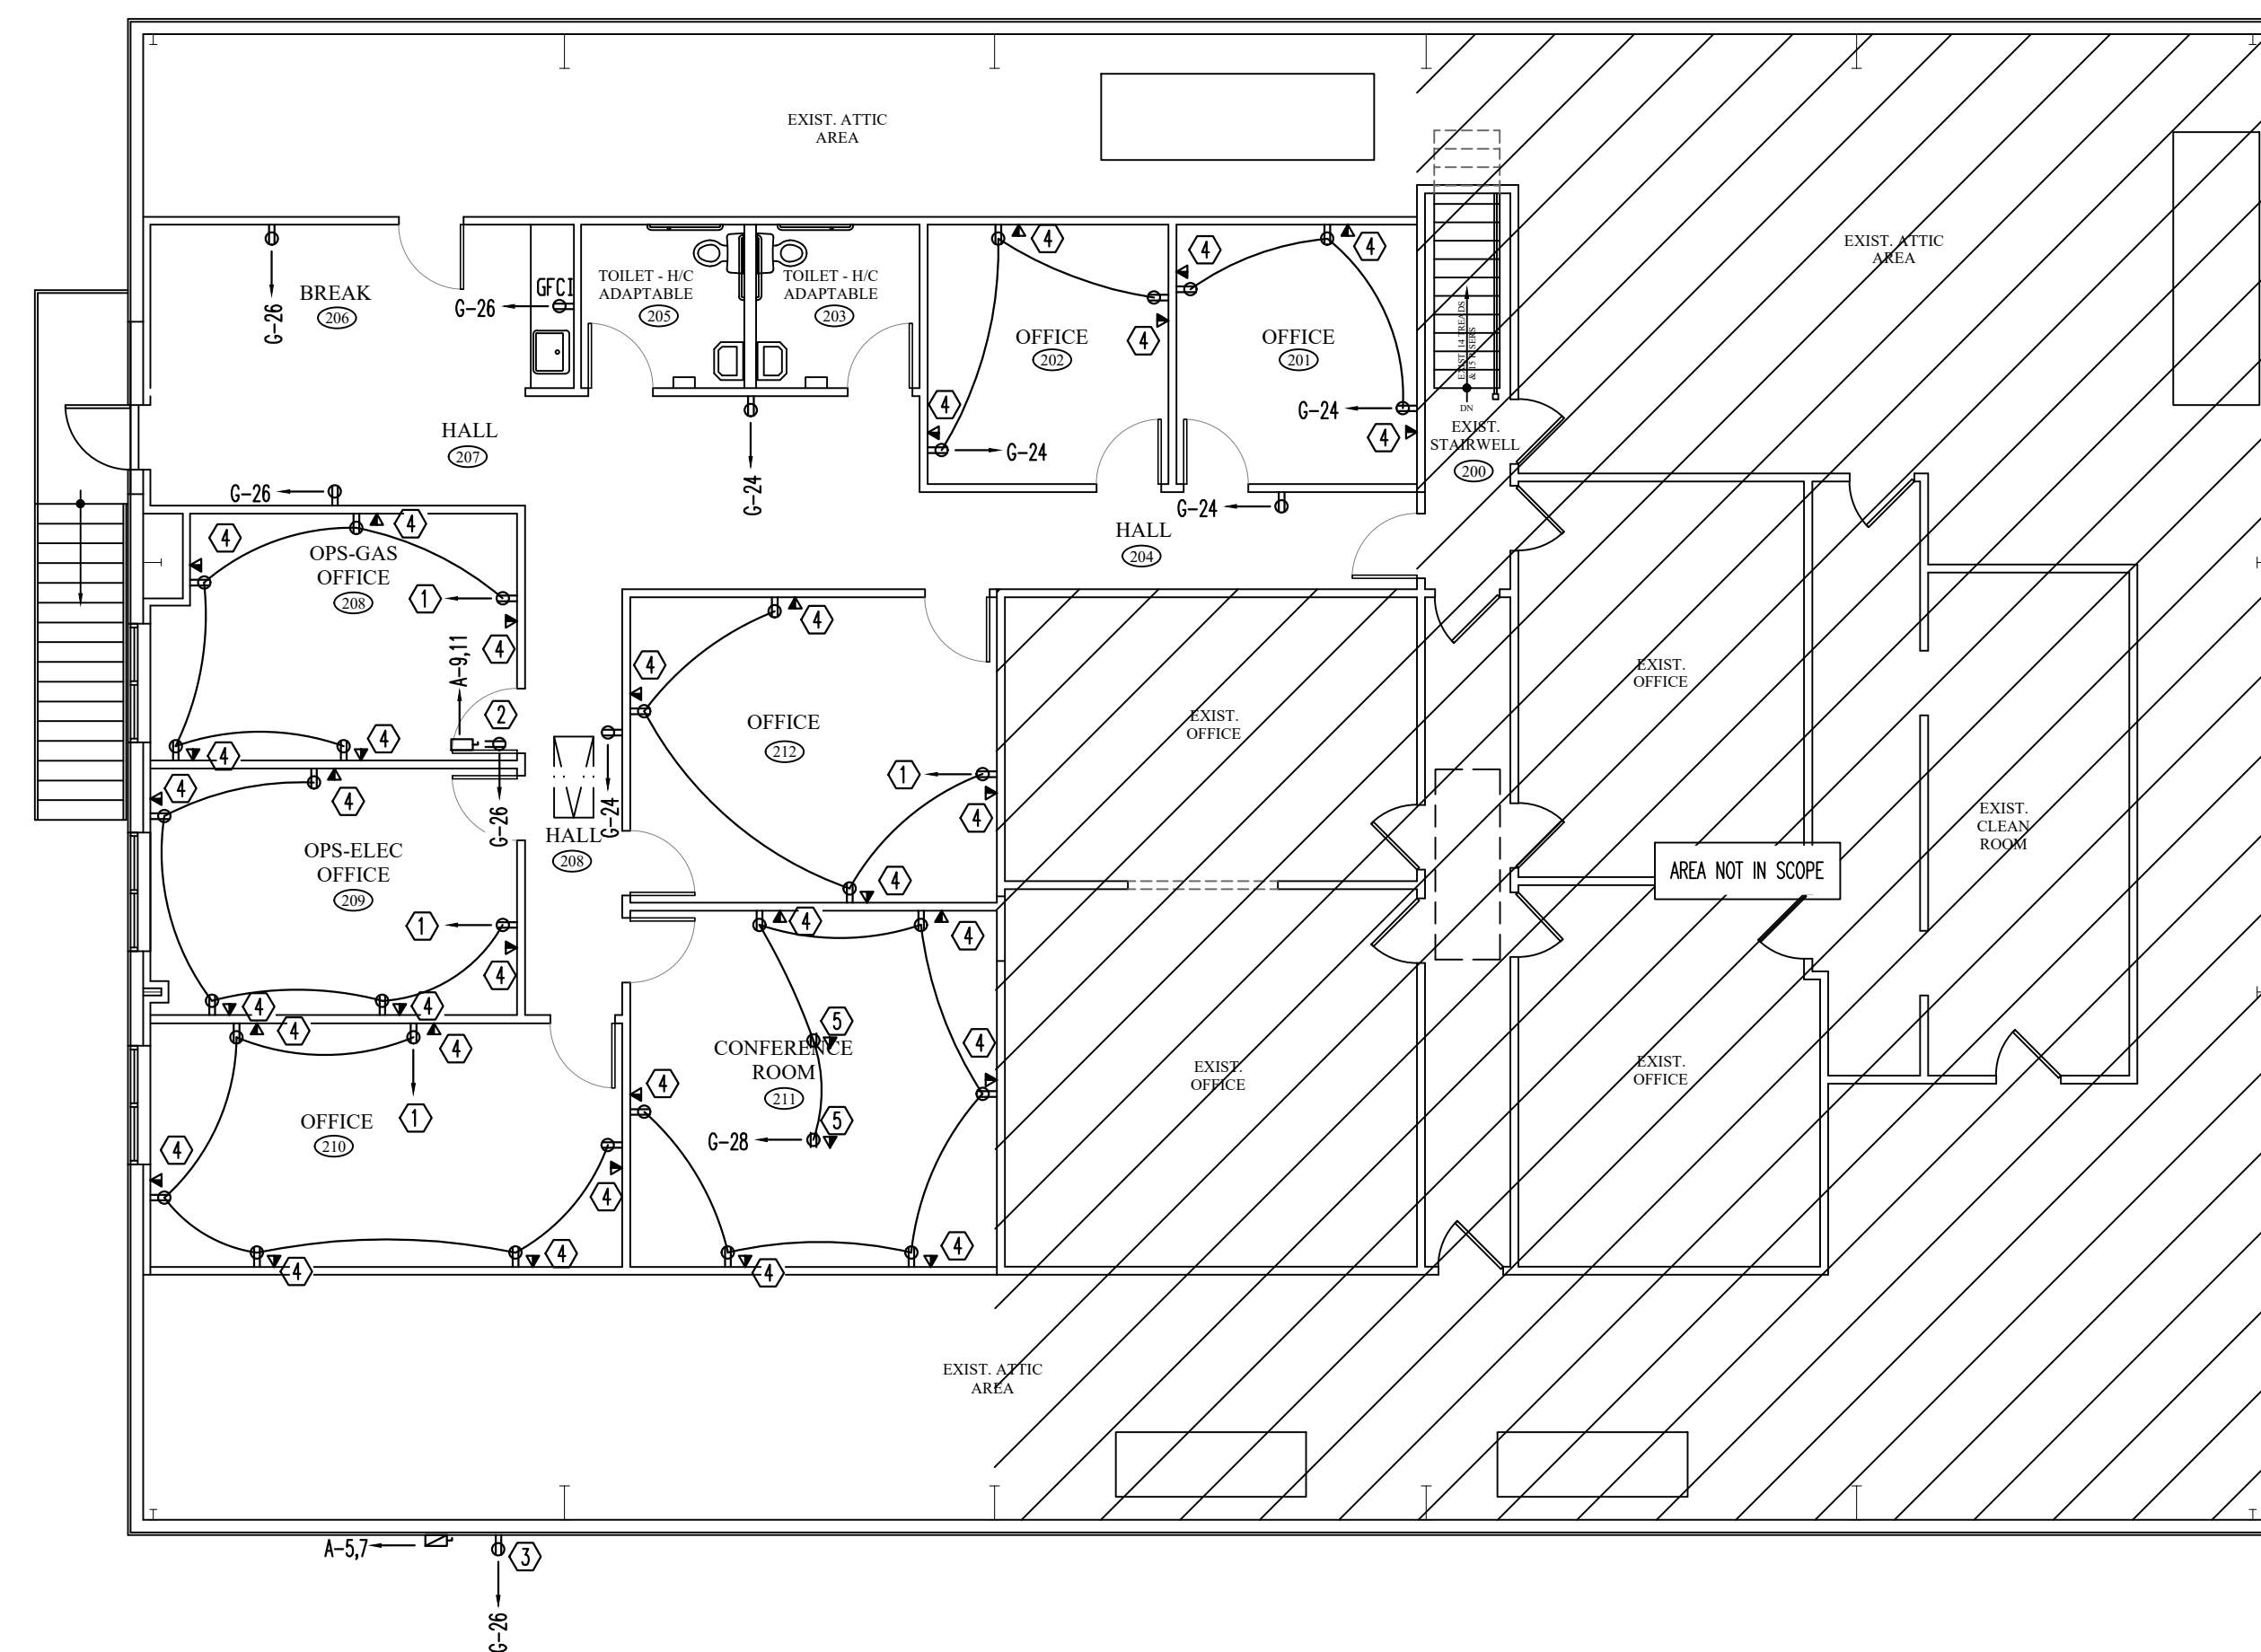 EXIST. ATTIC
AREA
EXIST. ATTIC
AREA
BREAK
206
G-26
GFCI
G-26
TOILET - H/C
ADAPTABLE
205
TOILET - H/C
ADAPTABLE
203
4
4
OFFICE
202
4
G-24
4
4
OFFICE
201
G-24
4
EXIST. 14 TREADS
& 15 RISERS
DN
EXIST.
STAIRWELL
200
HALL
207
G-26
G-24
G-24
HALL
204
4
4
OPS-GAS
OFFICE
208
1
4
A-9,11
2
4
4
G-26
4
4
OPS-ELEC
OFFICE
209
1
4
4
4
HALL
208
G-24
4
4
OFFICE
212
1
4
4
EXIST.
OFFICE
EXIST.
OFFICE
AREA NOT IN SCOPE
EXIST.
CLEAN
ROOM
4
4
1
OFFICE
210
4
4
4
4
4
4
5
CONFERENCE
ROOM
211
4
4
5
G-28
4
4
EXIST.
OFFICE
EXIST.
OFFICE
EXIST. ATTIC
AREA
A-5,7
3
G-26